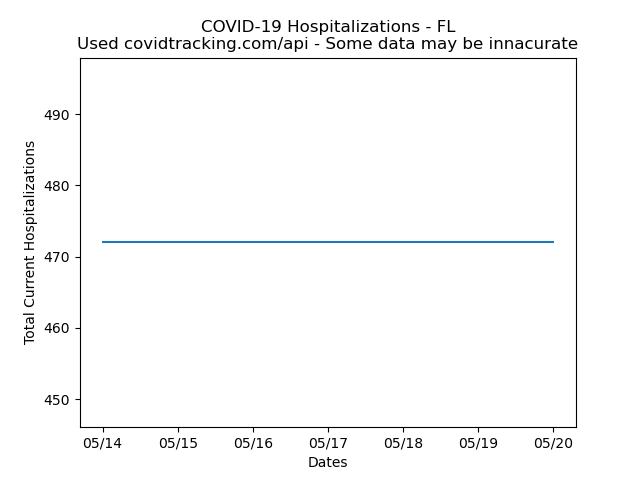 COVID-19 Hospitalizations - FL
Used covidtracking.com/api - Some data may be innacurate
Total Current Hospitalizations
490
480
470
460
450
05/14 05/15 05/16 05/17 05/18 05/19 05/20
Dates